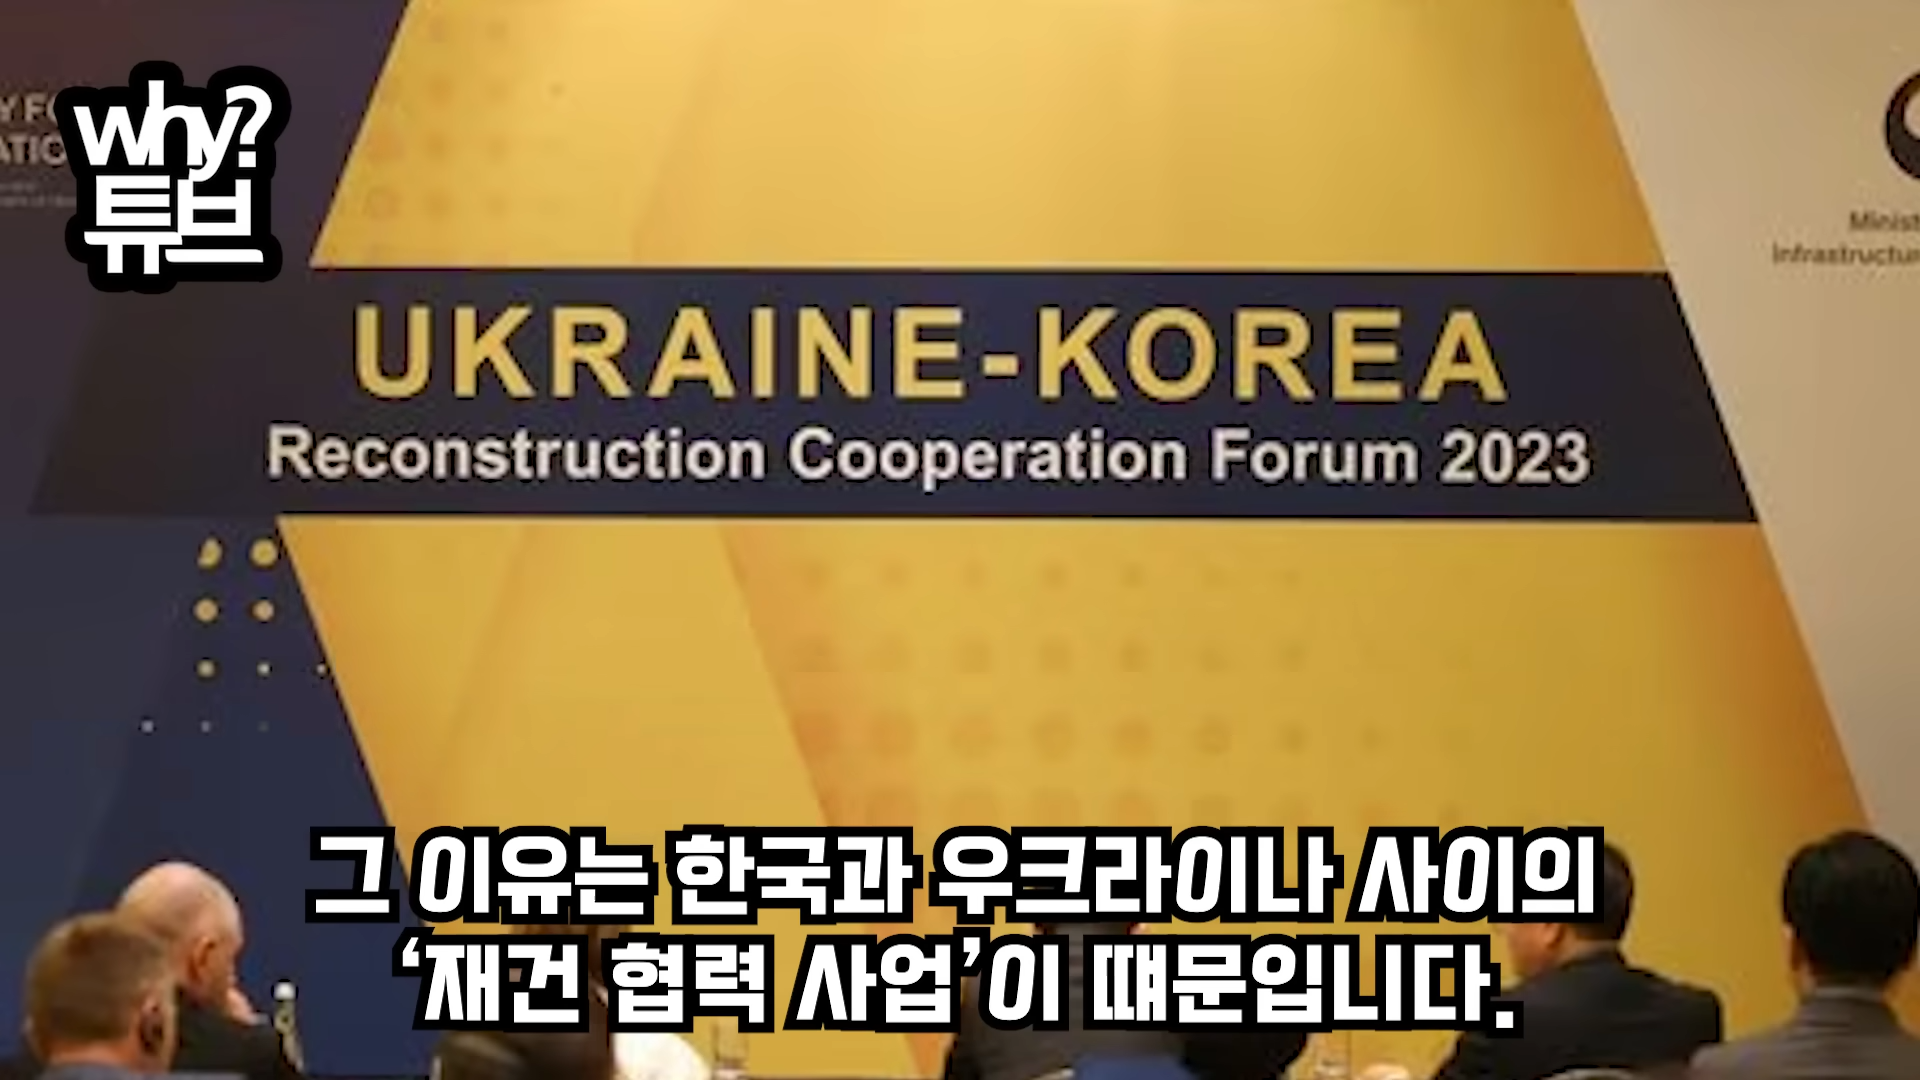 why?
튜브
UKRAINE-KOREA
Reconstruction Cooperation Forum 2023
그 이유는 한국과 우크라이나 사이의
‘재건 협력 사업’이 떄문입니다.